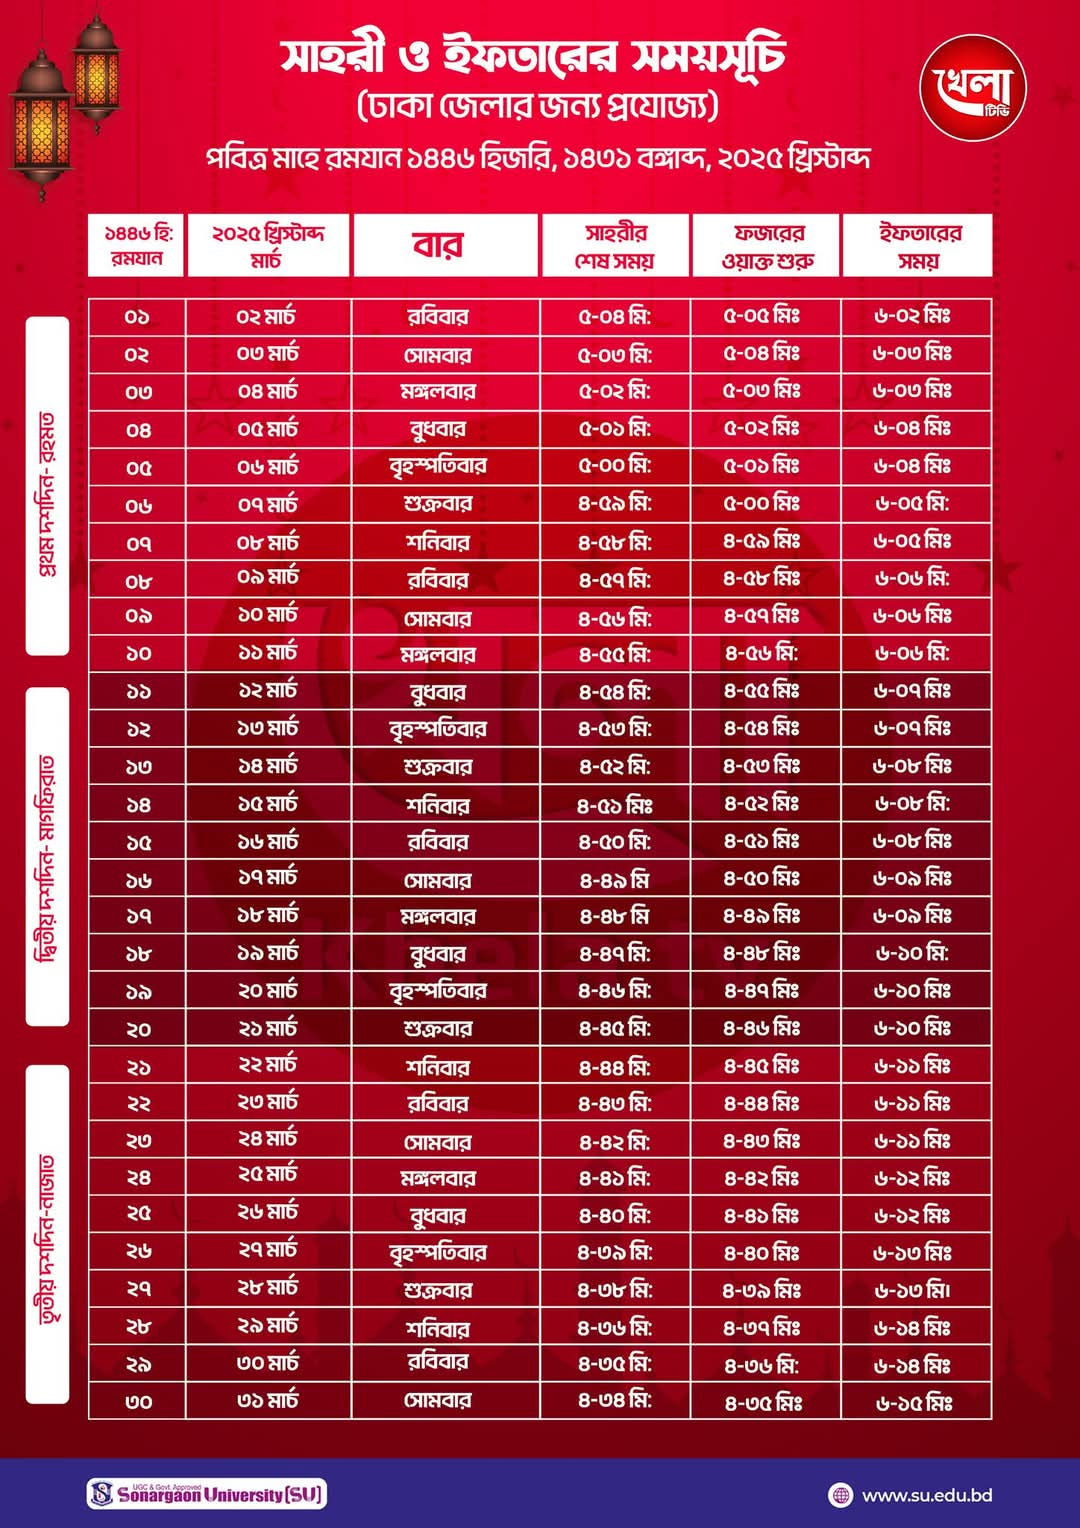 সাহরী ও ইফতারের সময়সূচি
(ঢাকা জেলার জন্য প্রযোজ্য)
খেলা
টিভি
পবিত্র মাহে রমযান ১৪৪৬ হিজরি, ১৪৩১ বঙ্গাব্দ, ২০২৫ খ্রিস্টাব্দ
১৪৪৬ হি: রমযান ২০২৫ খ্রিস্টাব্দ মার্চ বার সাহরীর শেষ সময় ফজরের ওয়াক্ত শুরু ইফতারের সময়
প্রথম দশদিন- রহমত
০১ ০২ মার্চ রবিবার ৫-০৪ মি: ৫-০৫ মিঃ ৬-০২ মিঃ
০২ ০৩ মার্চ সোমবার ৫-০৩ মি: ৫-০৪ মিঃ ৬-০৩ মিঃ
০৩ ০৪ মার্চ মঙ্গলবার ৫-০২ মি: ৫-০৩ মিঃ ৬-০৩ মিঃ
০৪ ০৫ মার্চ বুধবার ৫-০১ মি: ৫-০২ মিঃ ৬-০৪ মিঃ
০৫ ০৬ মার্চ বৃহস্পতিবার ৫-০০ মি: ৫-০১ মিঃ ৬-০৪ মিঃ
০৬ ০৭ মার্চ শুক্রবার ৪-৫৯ মি: ৫-০০ মিঃ ৬-০৫ মি:
০৭ ০৮ মার্চ শনিবার ৪-৫৮ মি: ৪-৫৯ মিঃ ৬-০৫ মিঃ
০৮ ০৯ মার্চ রবিবার ৪-৫৭ মি: ৪-৫৮ মিঃ ৬-০৬ মি:
০৯ ১০ মার্চ সোমবার ৪-৫৬ মি: ৪-৫৭ মিঃ ৬-০৬ মিঃ
১০ ১১ মার্চ মঙ্গলবার ৪-৫৫ মি: ৪-৫৬ মি: ৬-০৬ মি:
দ্বিতীয় দশদিন- মাগফিরাত
১১ ১২ মার্চ বুধবার ৪-৫৪ মি: ৪-৫৫ মিঃ ৬-০৭ মিঃ
১২ ১৩ মার্চ বৃহস্পতিবার ৪-৫৩ মি: ৪-৫৪ মিঃ ৬-০৭ মিঃ
১৩ ১৪ মার্চ শুক্রবার ৪-৫২ মি: ৪-৫৩ মিঃ ৬-০৮ মিঃ
১৪ ১৫ মার্চ শনিবার ৪-৫১ মিঃ ৪-৫২ মিঃ ৬-০৮ মি:
১৫ ১৬ মার্চ রবিবার ৪-৫০ মি: ৪-৫১ মিঃ ৬-০৮ মিঃ
১৬ ১৭ মার্চ সোমবার ৪-৪৯ মি ৪-৫০ মিঃ ৬-০৯ মিঃ
১৭ ১৮ মার্চ মঙ্গলবার ৪-৪৮ মি ৪-৪৯ মিঃ ৬-০৯ মিঃ
১৮ ১৯ মার্চ বুধবার ৪-৪৭ মি: ৪-৪৮ মিঃ ৬-১০ মি:
১৯ ২০ মার্চ বৃহস্পতিবার ৪-৪৬ মি: ৪-৪৭ মিঃ ৬-১০ মিঃ
২০ ২১ মার্চ শুক্রবার ৪-৪৫ মি: ৪-৪৬ মিঃ ৬-১০ মিঃ
তৃতীয় দশদিন-নাজাত
২১ ২২ মার্চ শনিবার ৪-৪৪ মি: ৪-৪৫ মিঃ ৬-১১ মিঃ
২২ ২৩ মার্চ রবিবার ৪-৪৩ মি: ৪-৪৪ মিঃ ৬-১১ মিঃ
২৩ ২৪ মার্চ সোমবার ৪-৪২ মি: ৪-৪৩ মিঃ ৬-১১ মিঃ
২৪ ২৫ মার্চ মঙ্গলবার ৪-৪১ মি: ৪-৪২ মিঃ ৬-১২ মিঃ
২৫ ২৬ মার্চ বুধবার ৪-৪০ মি: ৪-৪১ মিঃ ৬-১২ মিঃ
২৬ ২৭ মার্চ বৃহস্পতিবার ৪-৩৯ মি: ৪-৪০ মিঃ ৬-১৩ মিঃ
২৭ ২৮ মার্চ শুক্রবার ৪-৩৮ মি: ৪-৩৯ মিঃ ৬-১৩ মি।
২৮ ২৯ মার্চ শনিবার ৪-৩৬ মি: ৪-৩৭ মিঃ ৬-১৪ মিঃ
২৯ ৩০ মার্চ রবিবার ৪-৩৫ মি: ৪-৩৬ মি: ৬-১৪ মিঃ
৩০ ৩১ মার্চ সোমবার ৪-৩৪ মি: ৪-৩৫ মিঃ ৬-১৫ মিঃ
UGC & Govt. Approved
Sonargaon University (SU)
www.su.edu.bd